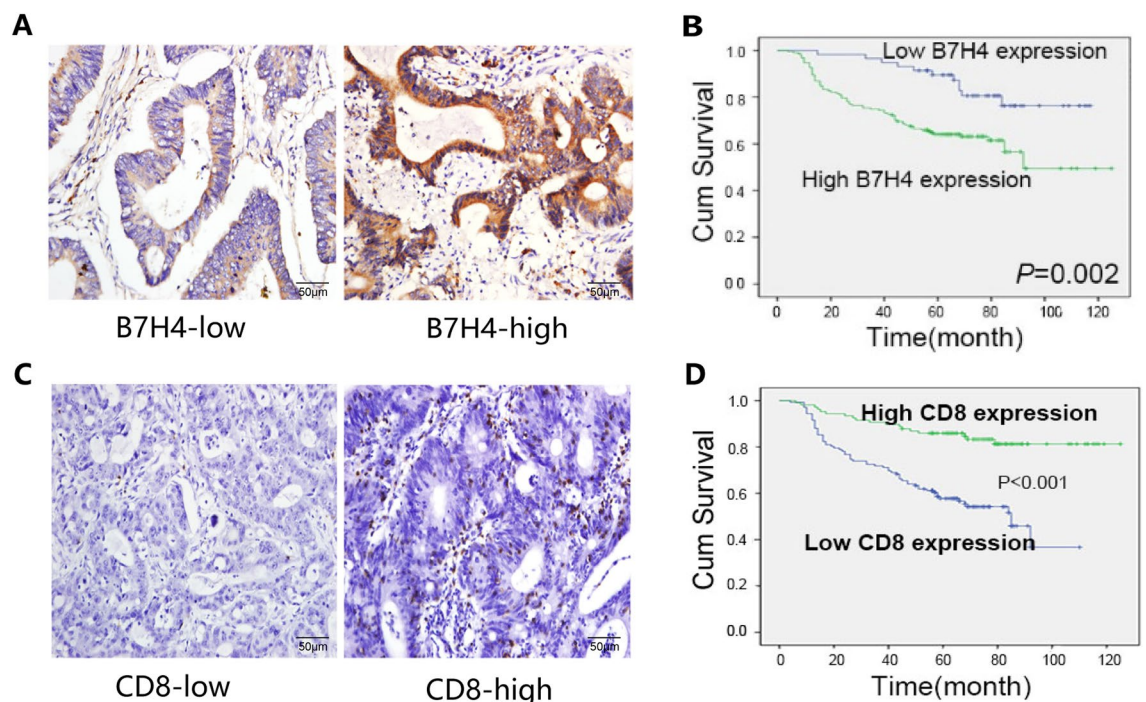 A
50μm
B7H4-low
50μm
B7H4-high
B
Cum Survival
1.0
0.8
0.6
0.4
0.2
0.0
Low B7H4 expression
High B7H4 expression
P=0.002
0 20 40 60 80 100 120
Time(month)
C
50μm
CD8-low
50μm
CD8-high
D
Cum Survival
1.0
0.8
0.6
0.4
0.2
0.0
High CD8 expression
P<0.001
Low CD8 expression
0 20 40 60 80 100 120
Time(month)